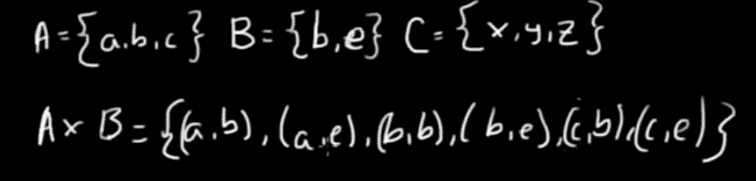 A={a,b,c} B={b,e} C={x,y,z}
A×B={(a,b),(a,e),(b,b),(b,e),(c,b),(c,e)}